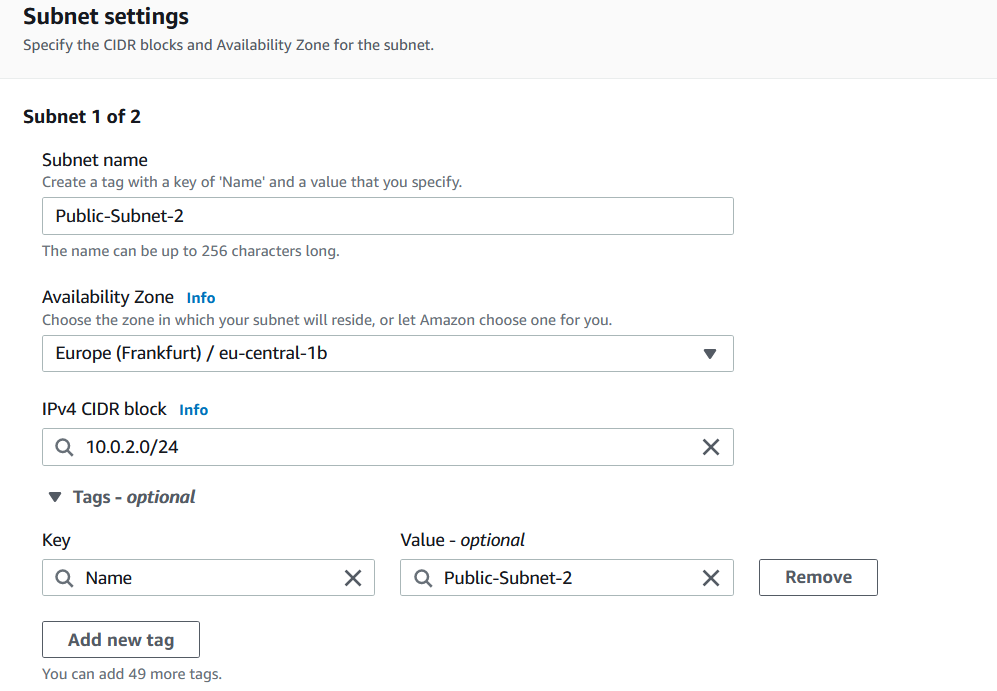 Subnet settings
Specify the CIDR blocks and Availability Zone for the subnet.
Subnet 1 of 2
Subnet name
Create a tag with a key of 'Name' and a value that you specify.
Public-Subnet-2
The name can be up to 256 characters long.
Availability Zone Info
Choose the zone in which your subnet will reside, or let Amazon choose one for you.
Europe (Frankfurt) / eu-central-1b
IPv4 CIDR block Info
10.0.2.0/24
Tags - optional
Key Value - optional
Name Public-Subnet-2 Remove
Add new tag
You can add 49 more tags.